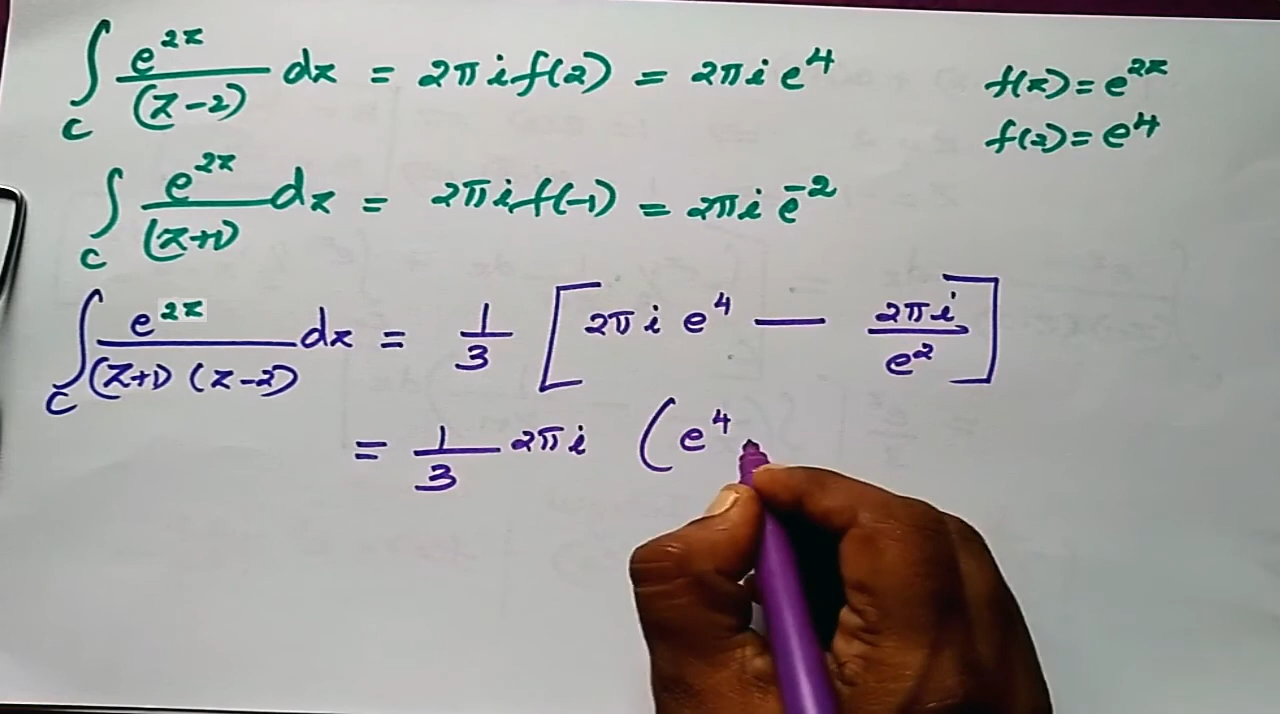 ∫_C e^{2z}/(z-2) dz = 2πi f(2) = 2πi e^4
f(z) = e^{2z}
f(2) = e^4
∫_C e^{2z}/(z+1) dz = 2πi f(-1) = 2πi e^{-2}
∫_C e^{2z}/((z+1)(z-2)) dz = 1/3 [2πi e^4 — 2πi/e^2]
= 1/3 2πi (e^4